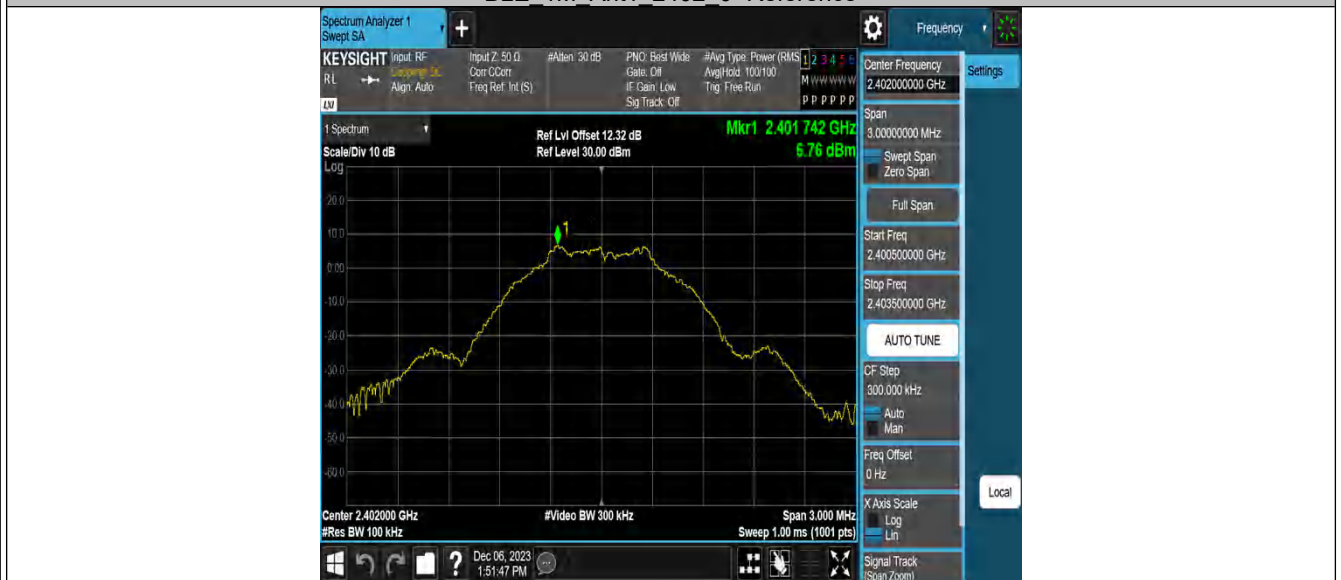 Spectrum Analyzer 1
Swept SA
+
Frequency
KEYSIGHT
RL
LXI
Input: RF
Coupling: DC
Align: Auto
Input Z: 50 Ω
Corr CCorr
Freq Ref: Int (S)
#Atten: 30 dB
PNO: Best Wide
Gate: Off
IF Gain: Low
Sig Track: Off
#Avg Type: Power (RMS
Avg|Hold: 100/100
Trig: Free Run
1 2 3 4 5 6
M W W W W W
P P P P P P
1 Spectrum
Scale/Div 10 dB
Log
Ref Lvl Offset 12.32 dB
Ref Level 30.00 dBm
Mkr1 2.401 742 GHz
6.76 dBm
1
20.0
10.0
0.00
-10.0
-20.0
-30.0
-40.0
-50.0
-60.0
Center 2.402000 GHz
#Res BW 100 kHz
#Video BW 300 kHz
Span 3.000 MHz
Sweep 1.00 ms (1001 pts)
Center Frequency
2.402000000 GHz
Settings
Span
3.00000000 MHz
Swept Span
Zero Span
Full Span
Start Freq
2.400500000 GHz
Stop Freq
2.403500000 GHz
AUTO TUNE
CF Step
300.000 kHz
Auto
Man
Freq Offset
0 Hz
X Axis Scale
Log
Lin
Local
Signal Track
(Span Zoom)
?
Dec 06, 2023
1:51:47 PM